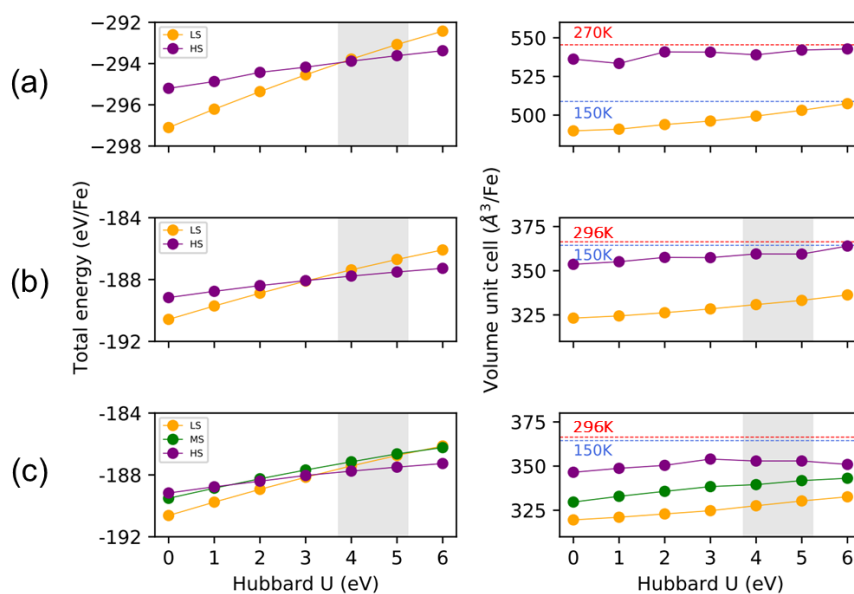 (a)
−292
−294
−296
−298
LS
HS
550
525
500
270K
150K
(b)
-184
-188
-192
LS
HS
375
350
325
296K
150K
(c)
-184
-188
-192
LS
MS
HS
375
350
325
296K
150K
Total energy (eV/Fe)
Volume unit cell (Å³/Fe)
0 1 2 3 4 5 6
0 1 2 3 4 5 6
Hubbard U (eV)
Hubbard U (eV)